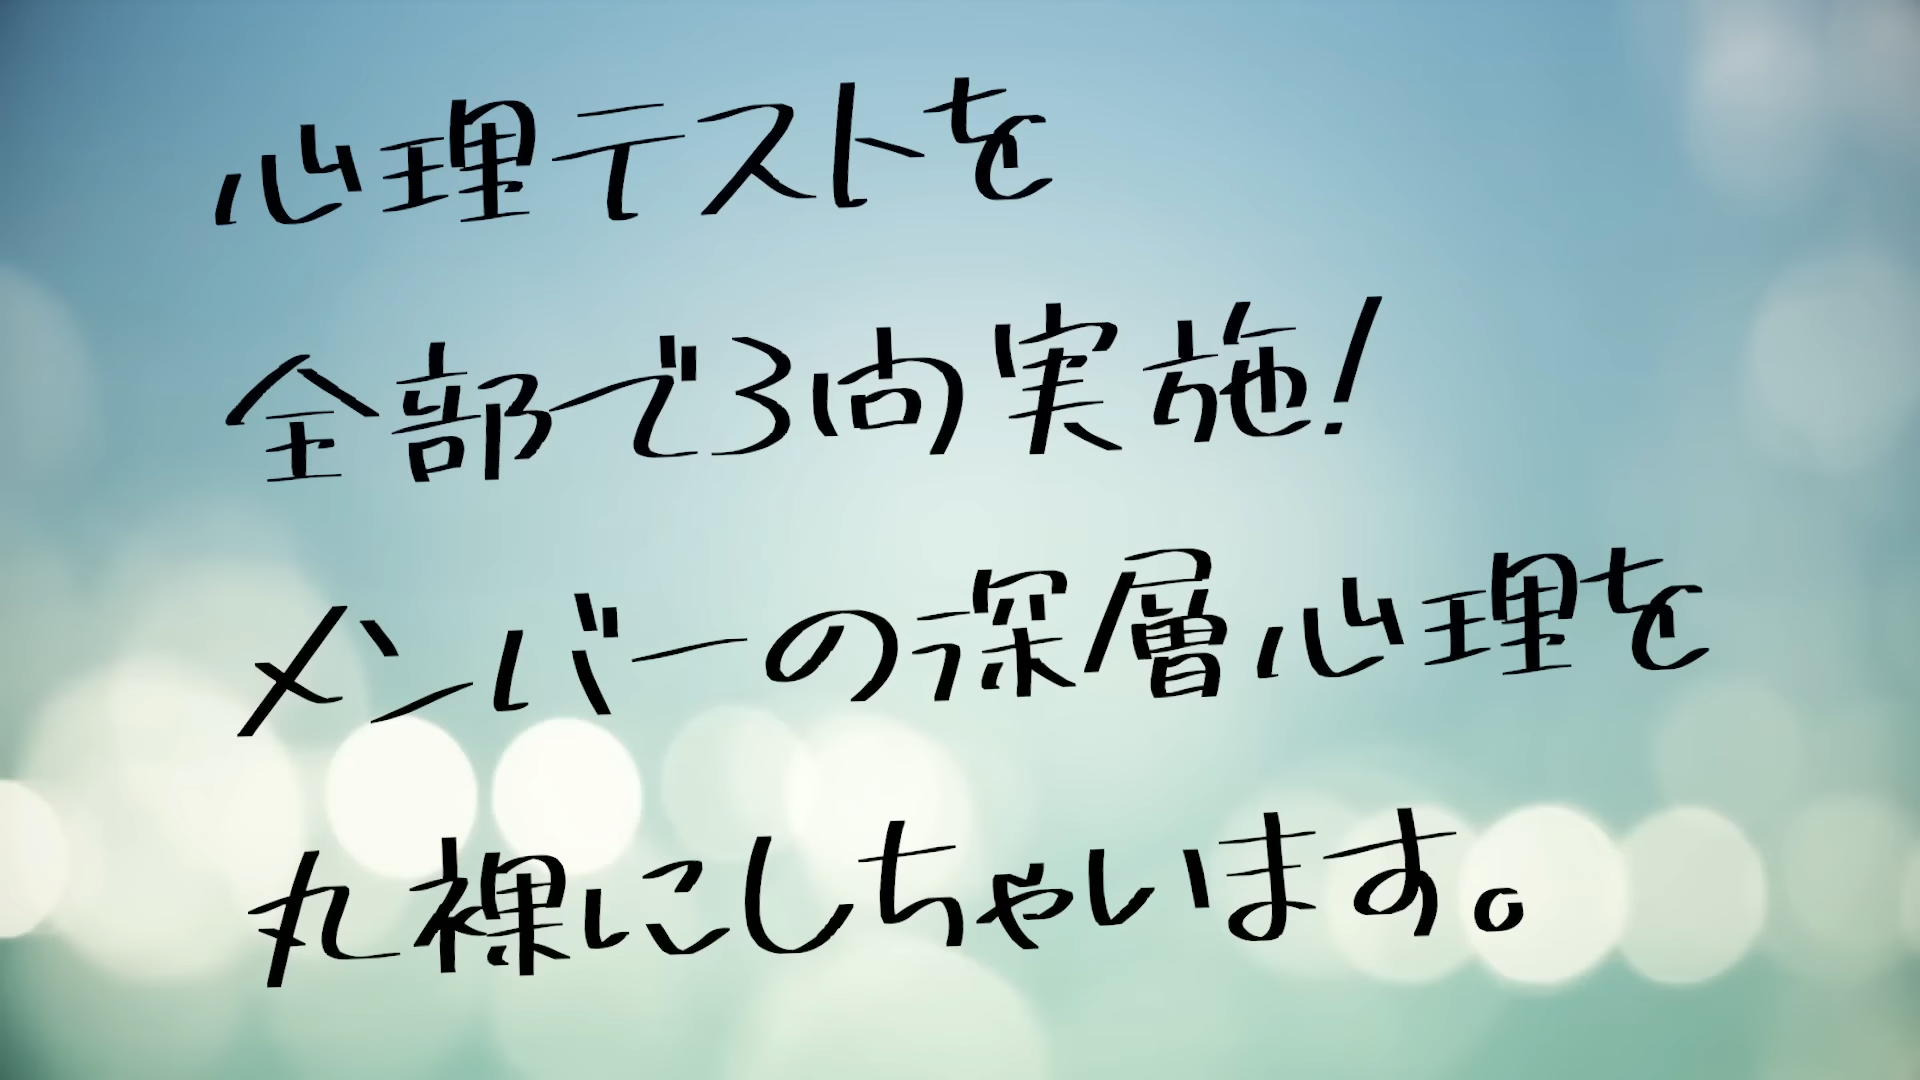 心理テストを
全部で3問実施!
メンバーの深層心理を
丸裸にしちゃいます。